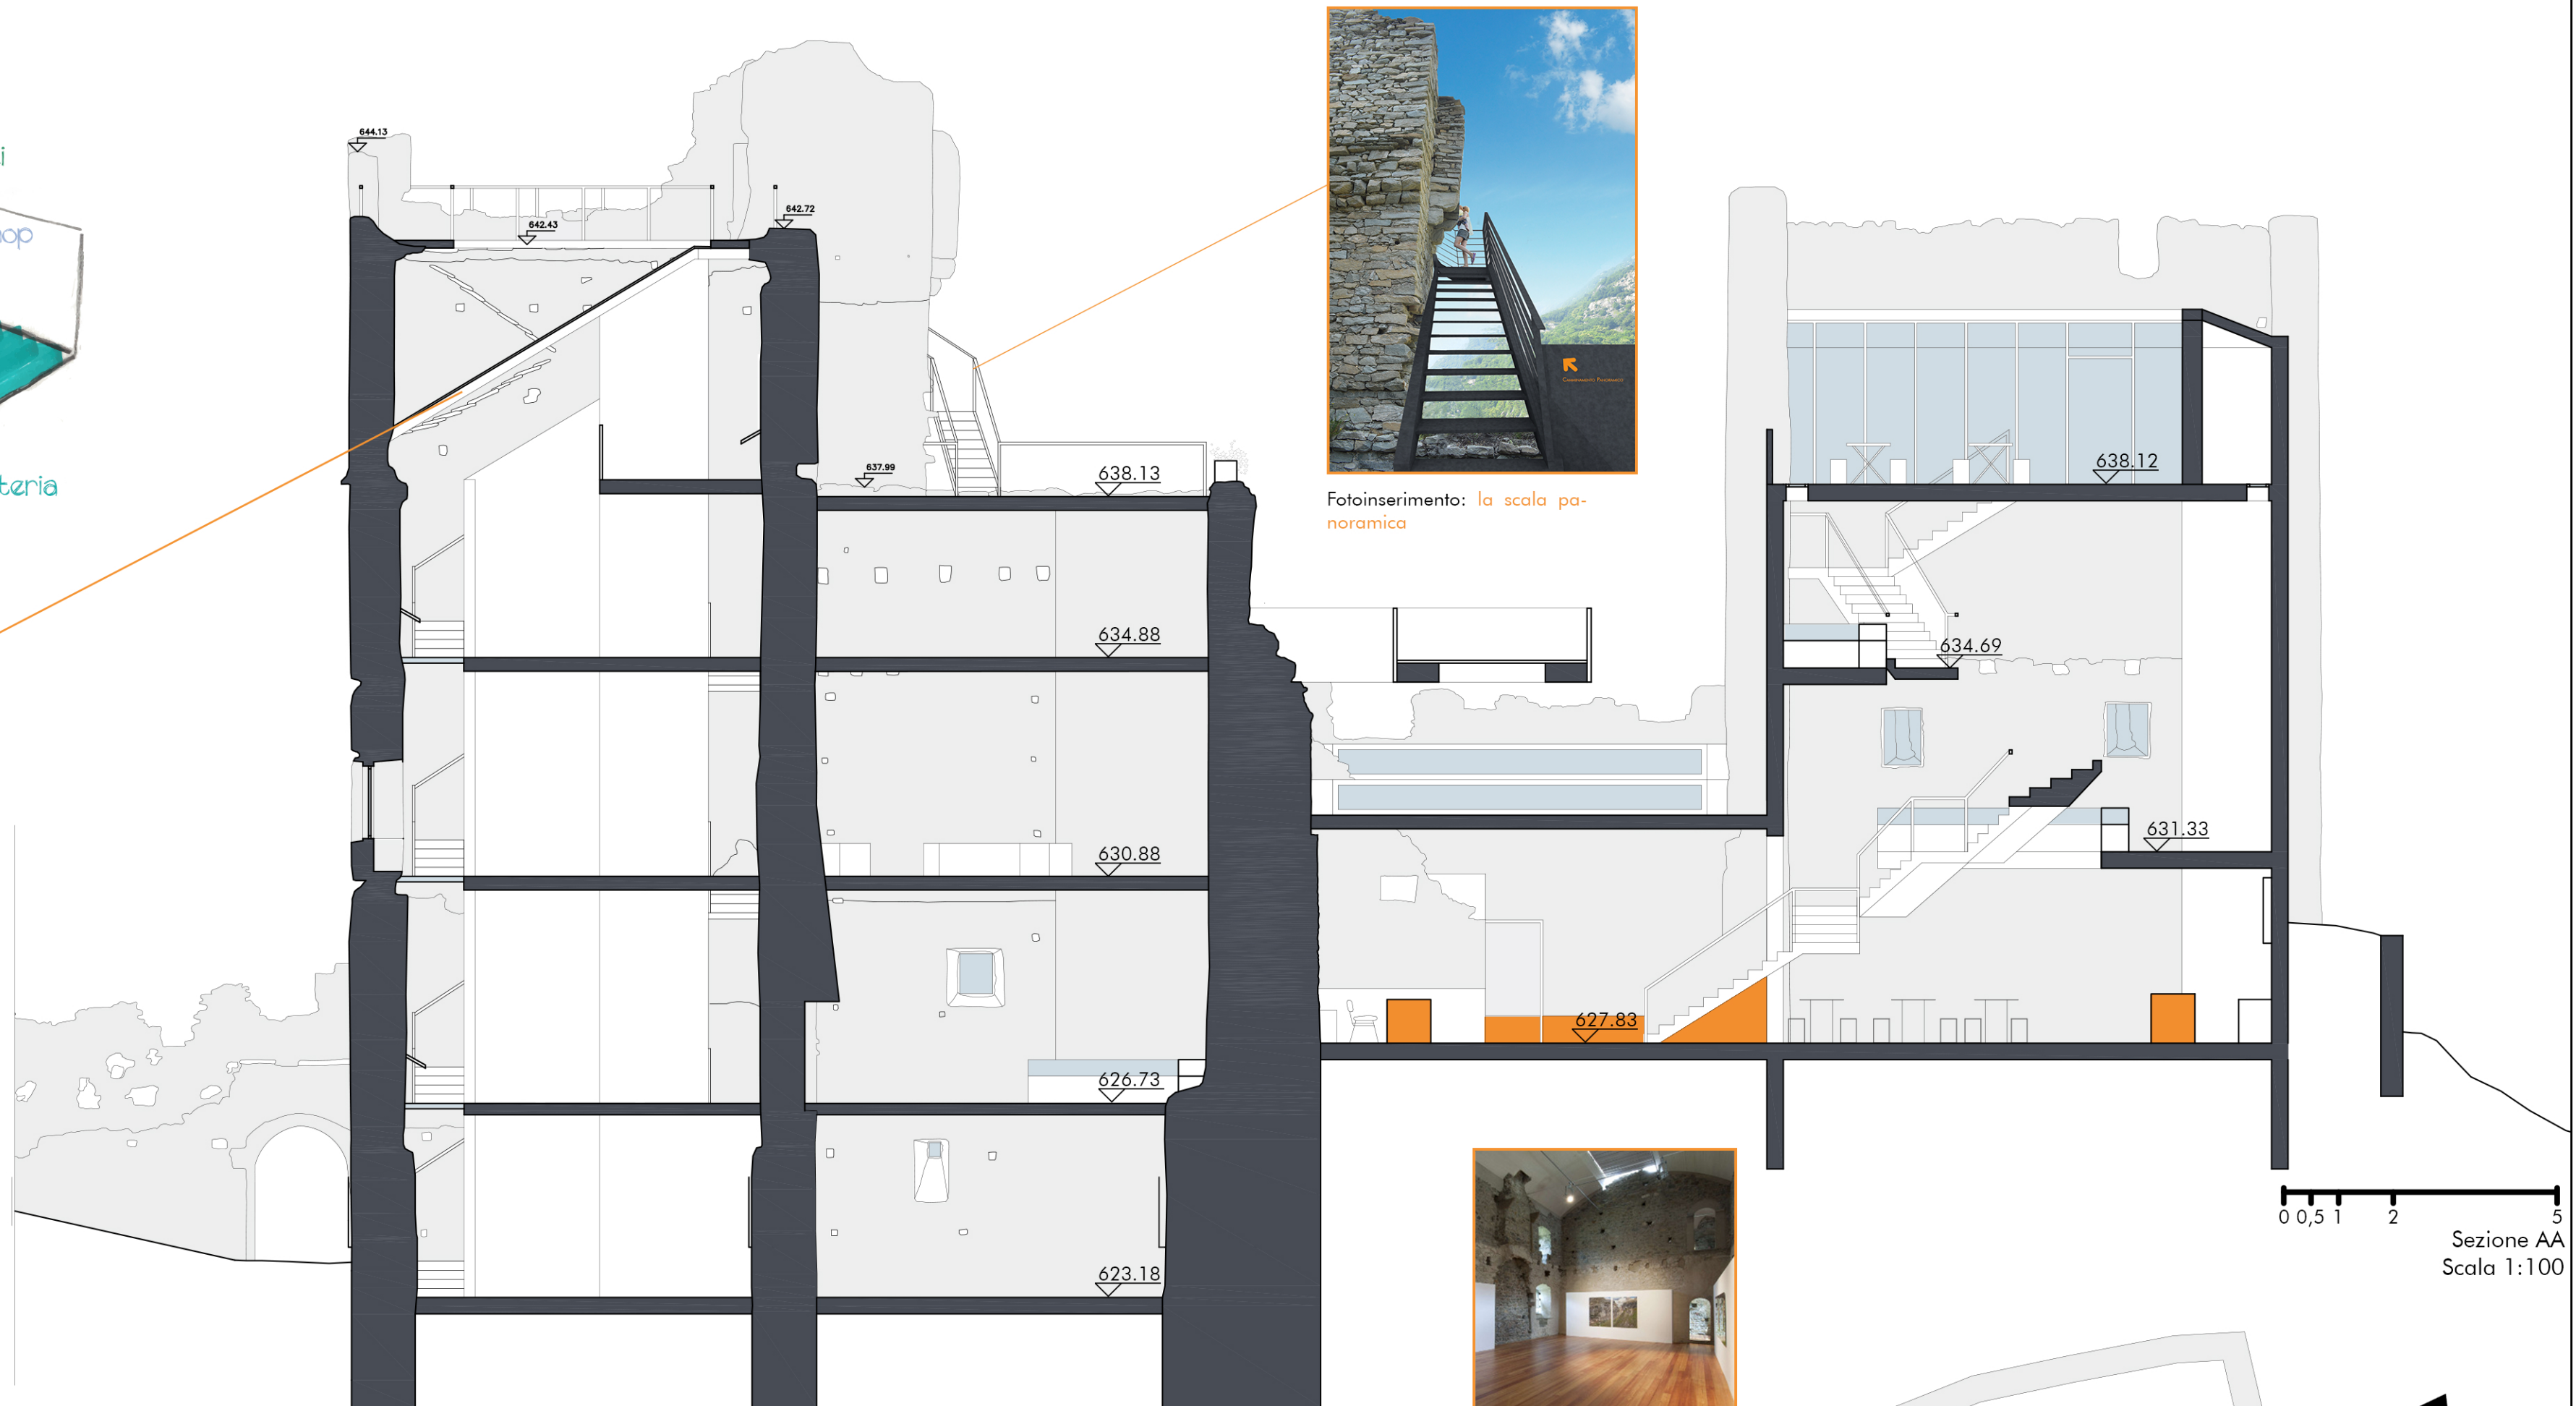 644.13
642.72
642.43
637.99
638.13
634.88
630.88
626.73
623.18
Fotoinserimento: la scala pa-
noramica
638.12
634.69
631.33
627.83
0 0,5 1 2 5
Sezione AA
Scala 1:100
i
op
teria